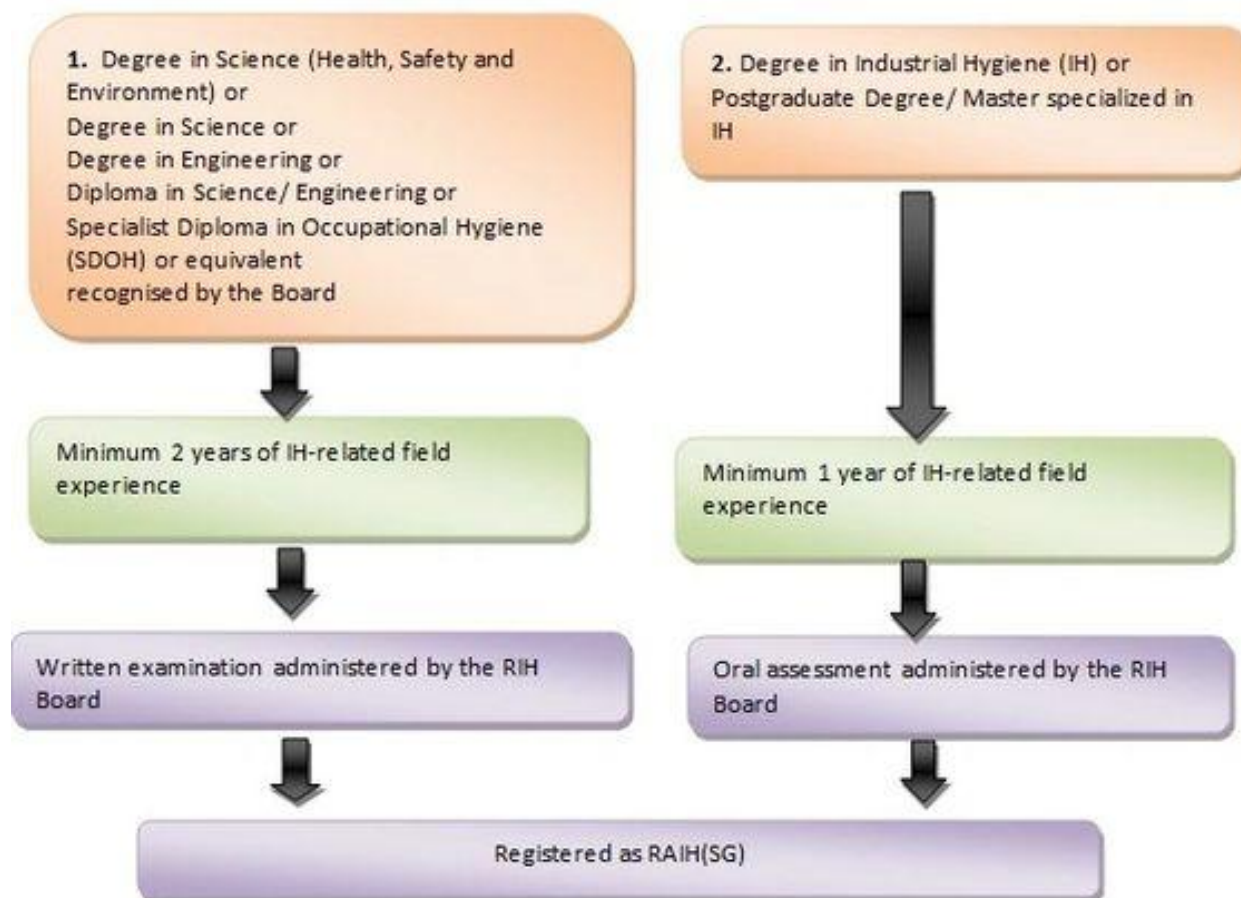 1. Degree in Science (Health, Safety and
Environment) or
Degree in Science or
Degree in Engineering or
Diploma in Science/ Engineering or
Specialist Diploma in Occupational Hygiene
(SDOH) or equivalent
recognised by the Board
Minimum 2 years of IH-related field
experience
Written examination administered by the RIH
Board
2. Degree in Industrial Hygiene (IH) or
Postgraduate Degree/ Master specialized in
IH
Minimum 1 year of IH-related field
experience
Oral assessment administered by the RIH
Board
Registered as RAIH(SG)